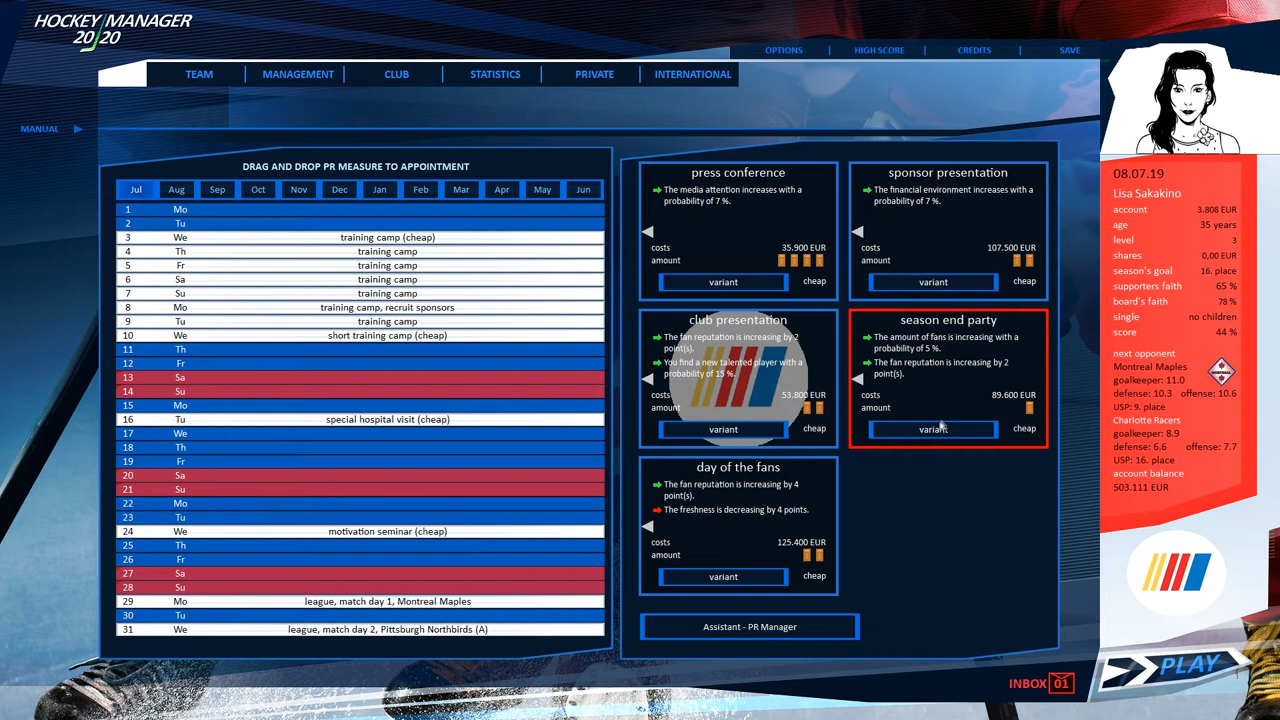 HOCKEY MANAGER
20 20
OPTIONS
HIGH SCORE
CREDITS
SAVE
TEAM
MANAGEMENT
CLUB
STATISTICS
PRIVATE
INTERNATIONAL
MANUAL
DRAG AND DROP PR MEASURE TO APPOINTMENT
Jul Aug Sep Oct Nov Dec Jan Feb Mar Apr May Jun
1 Mo
2 Tu
3 We training camp (cheap)
4 Th training camp
5 Fr training camp
6 Sa training camp
7 Su training camp
8 Mo training camp, recruit sponsors
9 Tu training camp
10 We short training camp (cheap)
11 Th
12 Fr
13 Sa
14 Su
15 Mo
16 Tu special hospital visit (cheap)
17 We
18 Th
19 Fr
20 Sa
21 Su
22 Mo
23 Tu
24 We motivation seminar (cheap)
25 Th
26 Fr
27 Sa
28 Su
29 Mo league, match day 1, Montreal Maples
30 Tu
31 We league, match day 2, Pittsburgh Northbirds (A)
press conference
The media attention increases with a
probability of 7 %.
costs 35.900 EUR
amount
variant cheap
sponsor presentation
The financial environment increases with a
probability of 7 %.
costs 107.500 EUR
amount
variant cheap
club presentation
The fan reputation is increasing by 2
point(s).
You find a new talented player with a
probability of 15 %.
costs 53.800 EUR
amount
variant cheap
season end party
The amount of fans is increasing with a
probability of 5 %.
The fan reputation is increasing by 2
point(s).
costs 89.600 EUR
amount
variant cheap
day of the fans
The fan reputation is increasing by 4
point(s).
The freshness is decreasing by 4 points.
costs 125.400 EUR
amount
variant cheap
Assistant - PR Manager
08.07.19
Lisa Sakakino
account 3.808 EUR
age 35 years
level 3
shares 0,00 EUR
season's goal 16. place
supporters faith 65 %
board's faith 78 %
single no children
score 44 %
next opponent
Montreal Maples
MONTREAL
goalkeeper: 11.0
defense: 10.3 offense: 10.6
USP: 9. place
Charlotte Racers
goalkeeper: 8.9
defense: 6.6 offense: 7.7
USP: 16. place
account balance
503.111 EUR
PLAY
INBOX 01